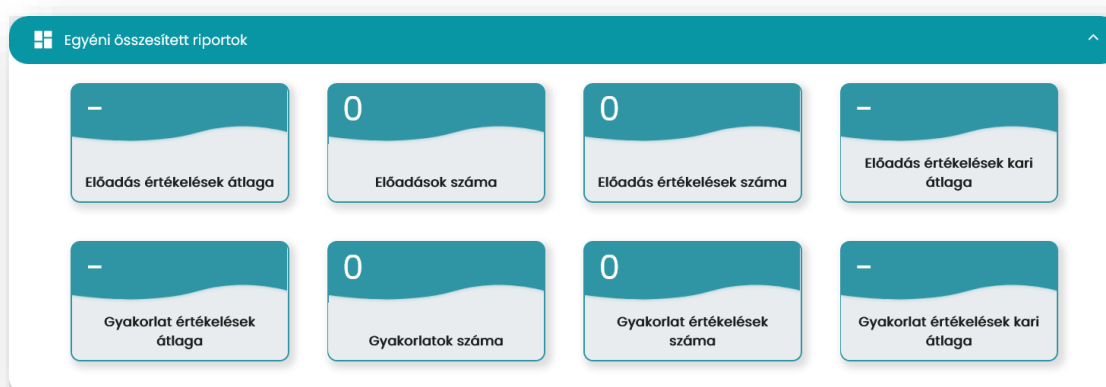 Egyéni összesített riportok
-
0
0
-
Előadás értékelések átlaga
Előadások száma
Előadás értékelések száma
Előadás értékelések kari
átlaga
-
0
0
-
Gyakorlat értékelések
átlaga
Gyakorlatok száma
Gyakorlat értékelések
száma
Gyakorlat értékelések kari
átlaga